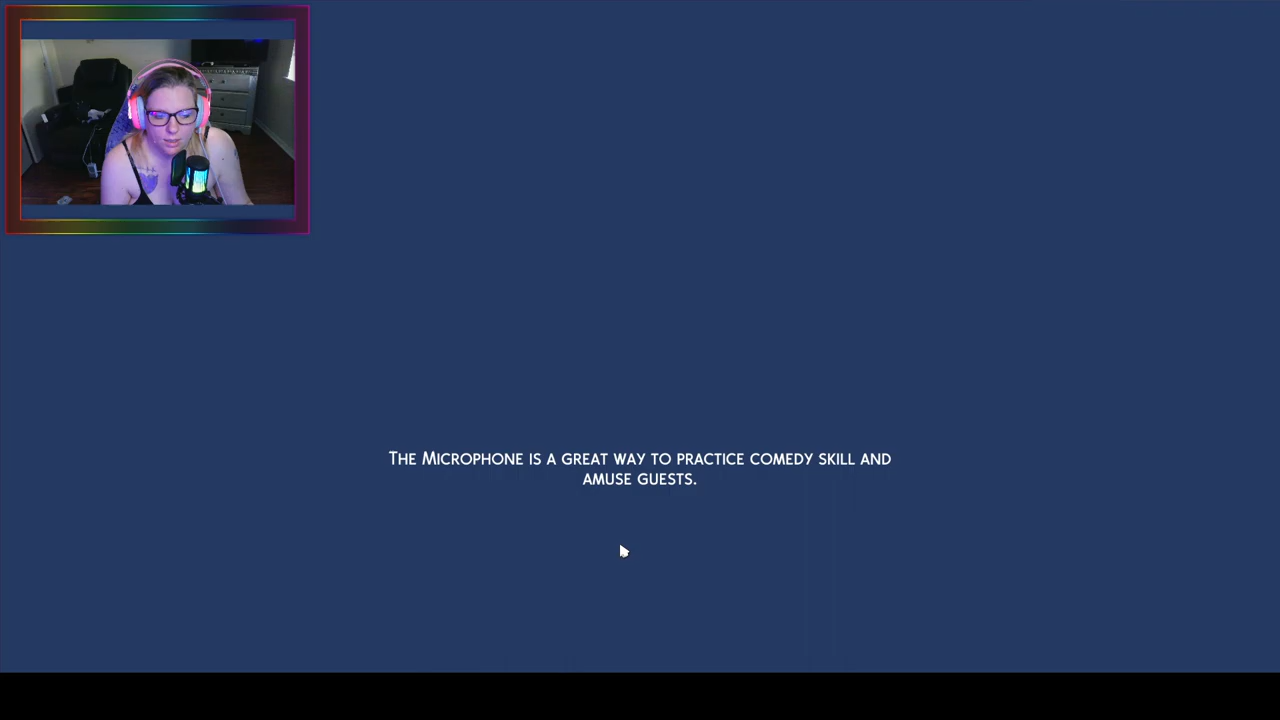 The Microphone is a great way to practice comedy skill and
amuse guests.